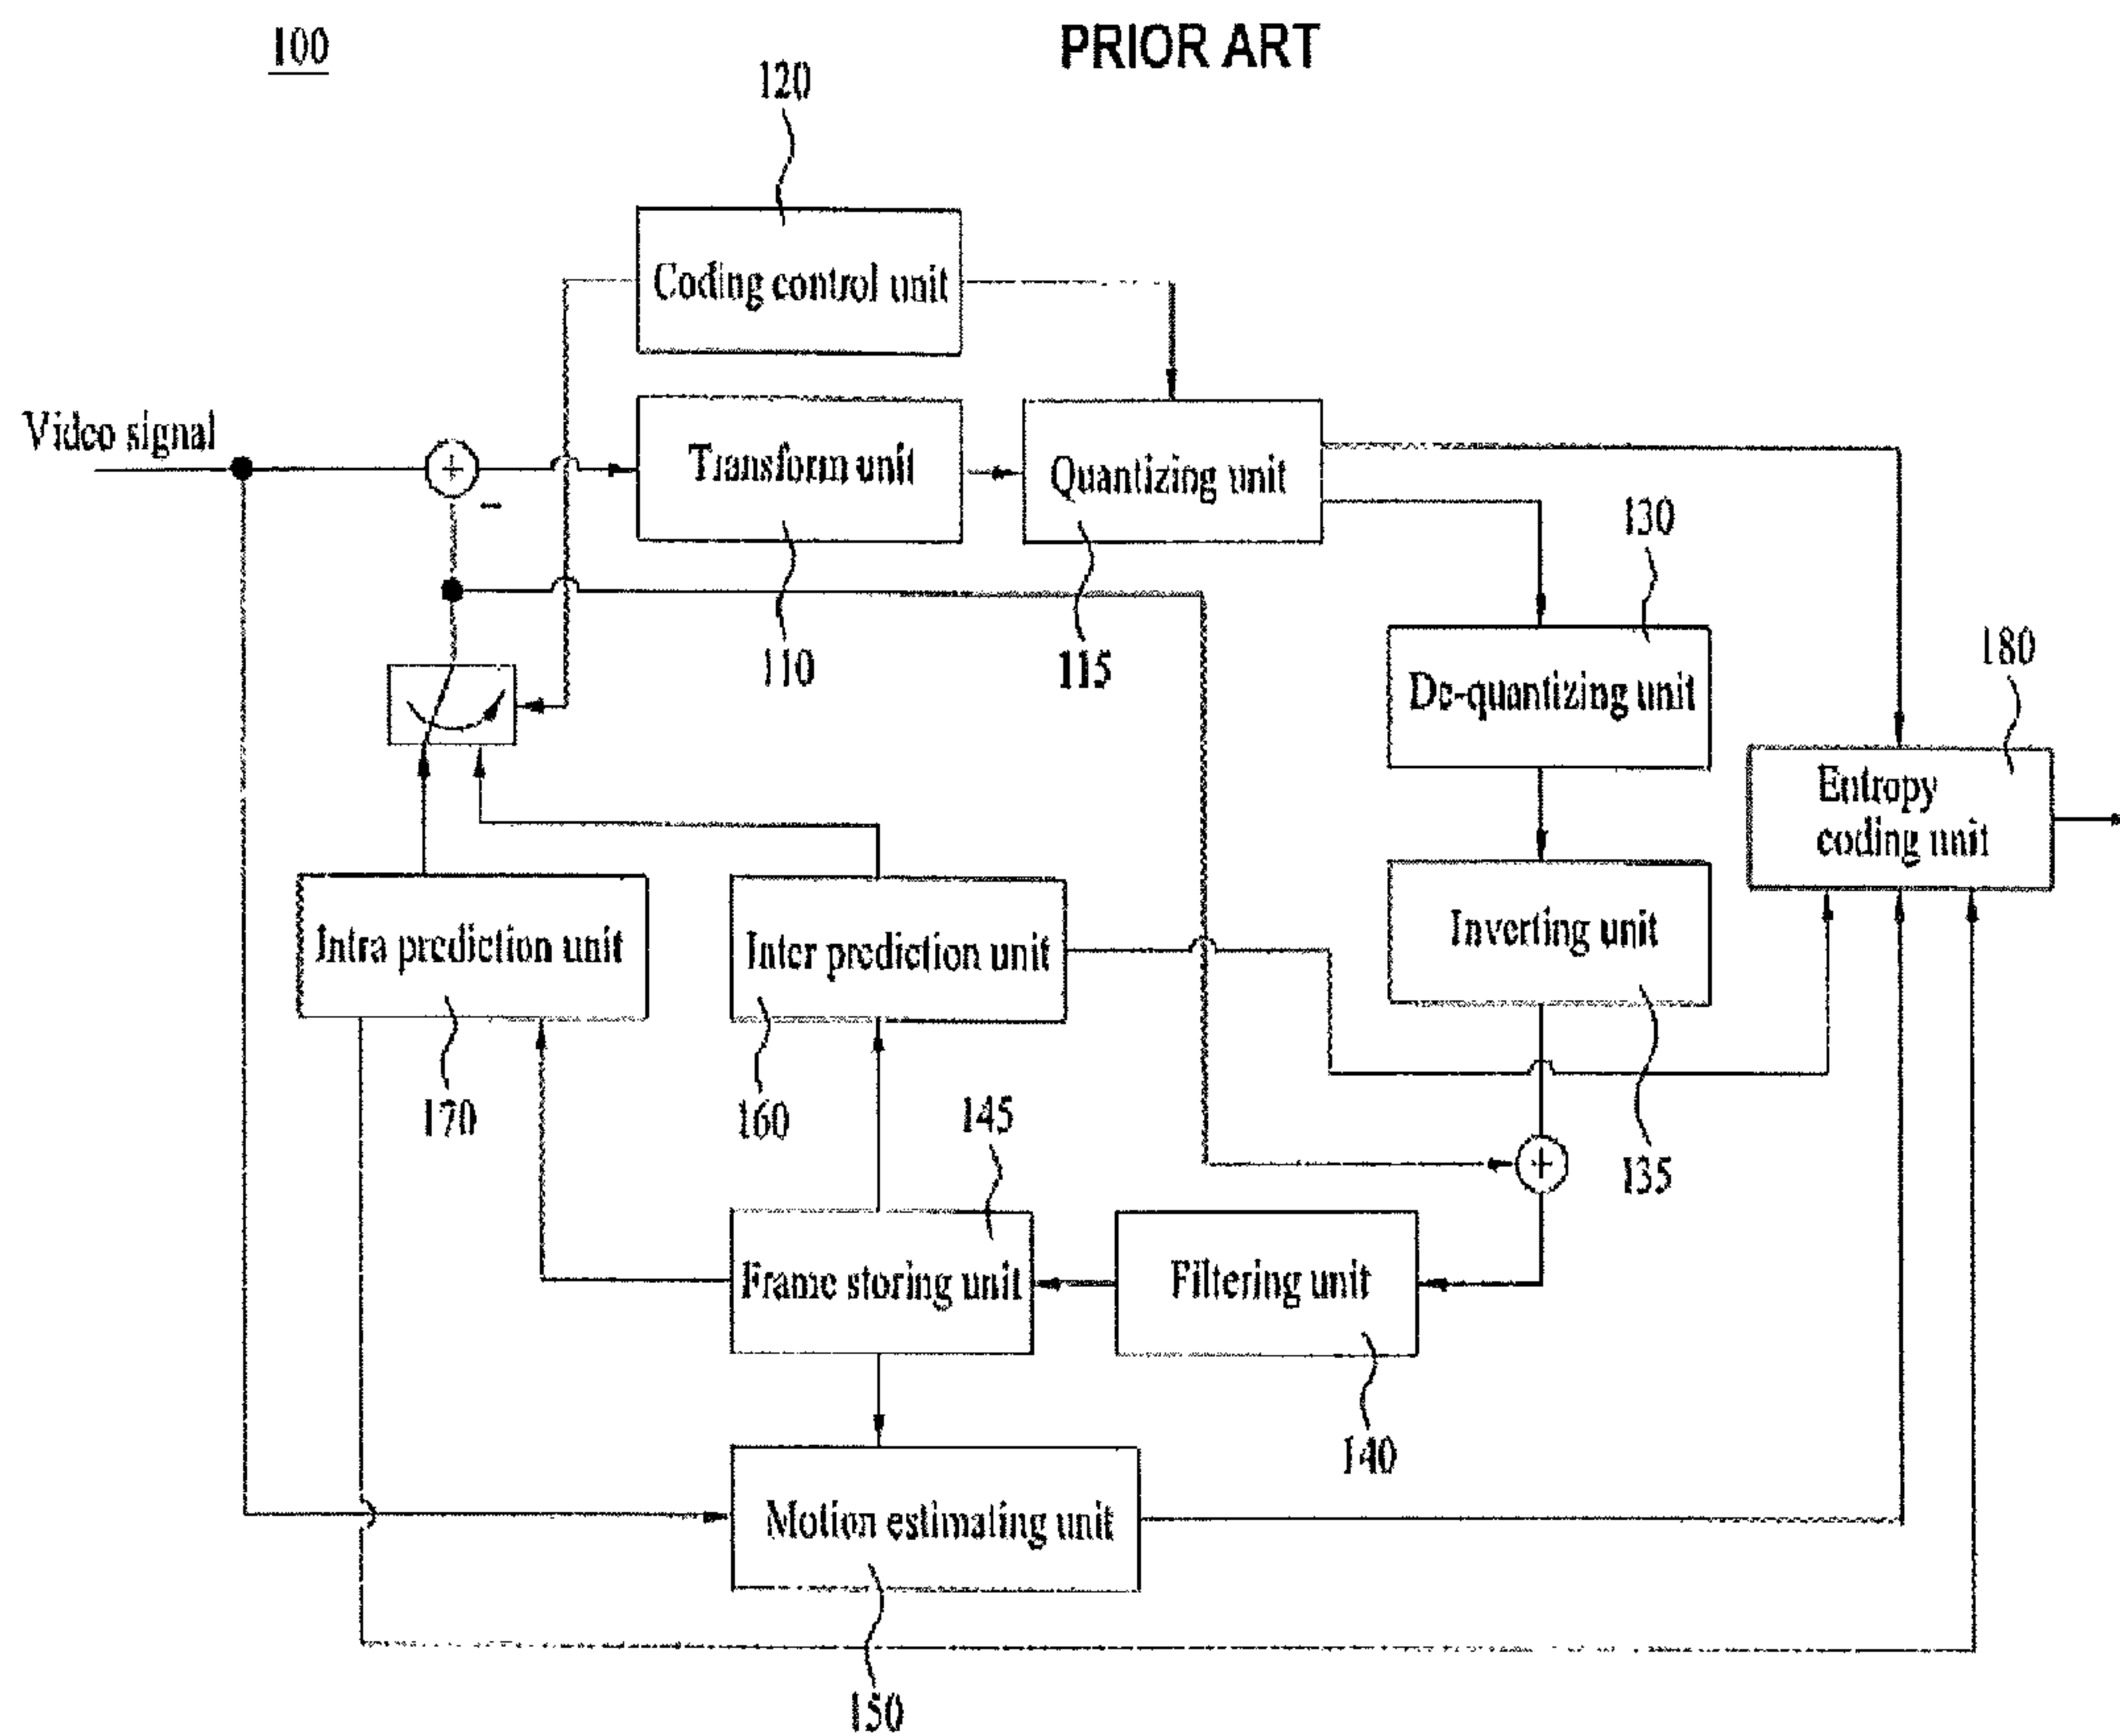 100
PRIOR ART
120
Coding control unit
Video signal
+
-
Transform unit
Quantizing unit
110
115
130
De-quantizing unit
180
Entropy
coding unit
Intra prediction unit
Inter prediction unit
Inverting unit
170
160
145
135
+
Frame storing unit
Filtering unit
140
Motion estimating unit
150